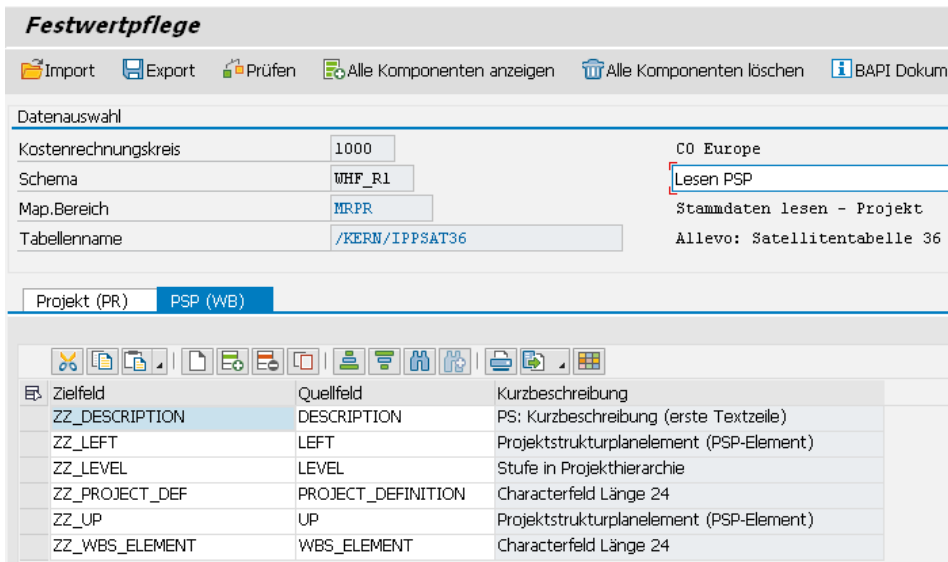 Festwertpflege
Import Export Prüfen Alle Komponenten anzeigen Alle Komponenten löschen BAPI Dokum
Datenauswahl
Kostenrechnungskreis 1000 CO Europe
Schema WHF_R1 Lesen PSP
Map.Bereich MRPR Stammdaten lesen - Projekt
Tabellenname /KERN/IPPSAT36 Allevo: Satellitentabelle 36
Projekt (PR) PSP (WB)
Zielfeld Quellfeld Kurzbeschreibung
ZZ_DESCRIPTION DESCRIPTION PS: Kurzbeschreibung (erste Textzeile)
ZZ_LEFT LEFT Projektstrukturplanelement (PSP-Element)
ZZ_LEVEL LEVEL Stufe in Projekthierarchie
ZZ_PROJECT_DEF PROJECT_DEFINITION Characterfeld Länge 24
ZZ_UP UP Projektstrukturplanelement (PSP-Element)
ZZ_WBS_ELEMENT WBS_ELEMENT Characterfeld Länge 24